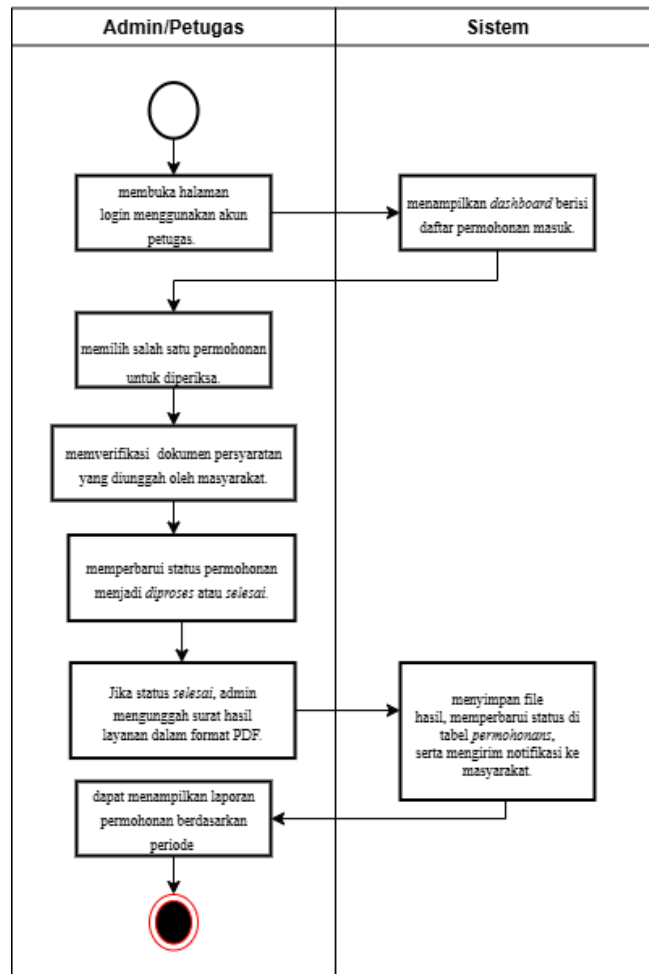 Admin/Petugas
Sistem
membuka halaman
login menggunakan akun
petugas.
menampilkan dashboard berisi
daftar permohonan masuk.
memilih salah satu permohonan
untuk diperiksa.
memverifikasi dokumen persyaratan
yang diunggah oleh masyarakat.
memperbarui status permohonan
menjadi diproses atau selesai.
Jika status selesai, admin
mengunggah surat hasil
layanan dalam format PDF.
menyimpan file
hasil, memperbarui status di
tabel permohonans,
serta mengirim notifikasi ke
masyarakat.
dapat menampilkan laporan
permohonan berdasarkan
periode